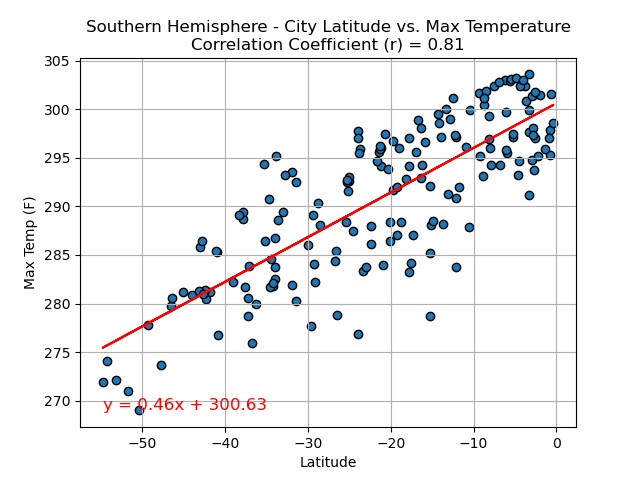 Southern Hemisphere - City Latitude vs. Max Temperature
Correlation Coefficient (r) = 0.81
305
300
295
290
285
280
275
270
Max Temp (F)
y = 0.46x + 300.63
−50
−40
−30
−20
−10
0
Latitude